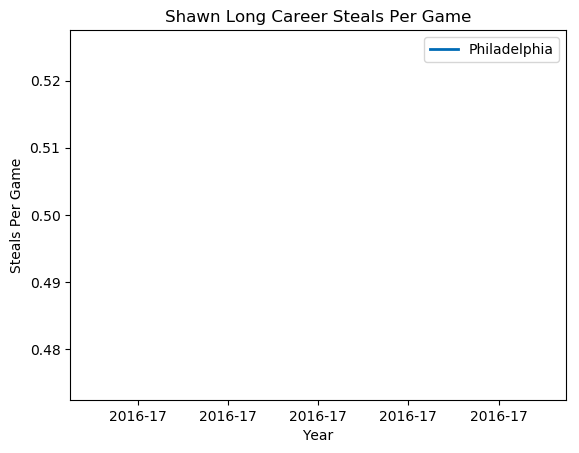 Shawn Long Career Steals Per Game
Philadelphia
0.52
0.51
0.50
0.49
0.48
Steals Per Game
2016-17 2016-17 2016-17 2016-17 2016-17
Year